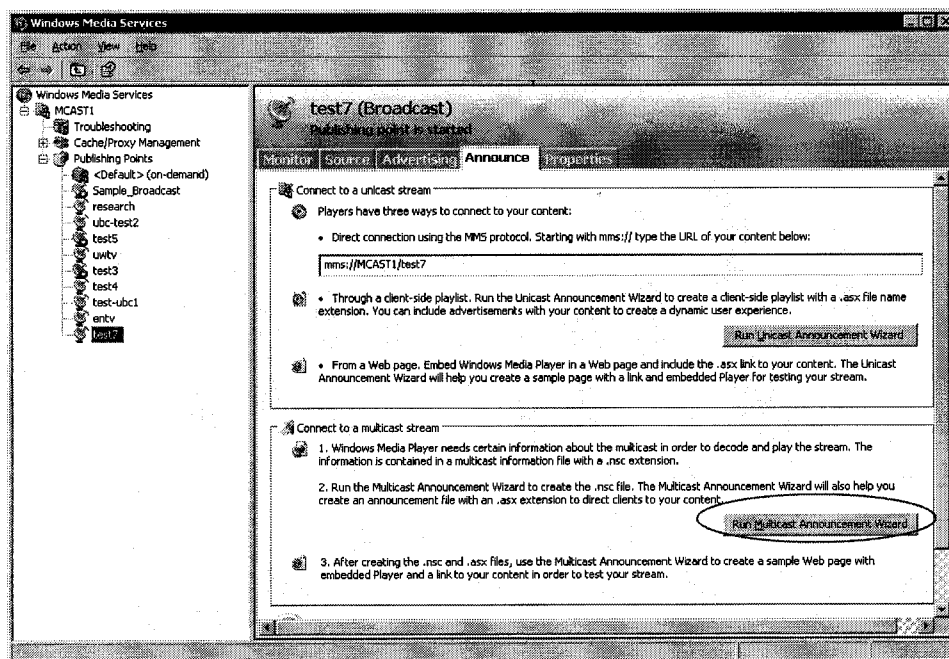 Windows Media Services
File Action View Help
Windows Media Services
MCAST1
Troubleshooting
Cache/Proxy Management
Publishing Points
<Default> (on-demand)
Sample_Broadcast
research
ubc-test2
test5
uwtv
test3
test4
test-ubc1
entv
test7
test7 (Broadcast)
Publishing point is started
Monitor Source Advertising Announce Properties
Connect to a unicast stream
Players have three ways to connect to your content:
• Direct connection using the MMS protocol. Starting with mms:// type the URL of your content below:
mms://MCAST1/test7
• Through a client-side playlist. Run the Unicast Announcement Wizard to create a client-side playlist with a .asx file name
extension. You can include advertisements with your content to create a dynamic user experience.
Run Unicast Announcement Wizard
• From a Web page. Embed Windows Media Player in a Web page and include the .asx link to your content. The Unicast
Announcement Wizard will help you create a sample page with a link and embedded Player for testing your stream.
Connect to a multicast stream
1. Windows Media Player needs certain information about the multicast in order to decode and play the stream. The
information is contained in a multicast information file with a .nsc extension.
2. Run the Multicast Announcement Wizard to create the .nsc file. The Multicast Announcement Wizard will also help you
create an announcement file with an .asx extension to direct clients to your content.
Run Multicast Announcement Wizard
3. After creating the .nsc and .asx files, use the Multicast Announcement Wizard to create a sample Web page with
embedded Player and a link to your content in order to test your stream.